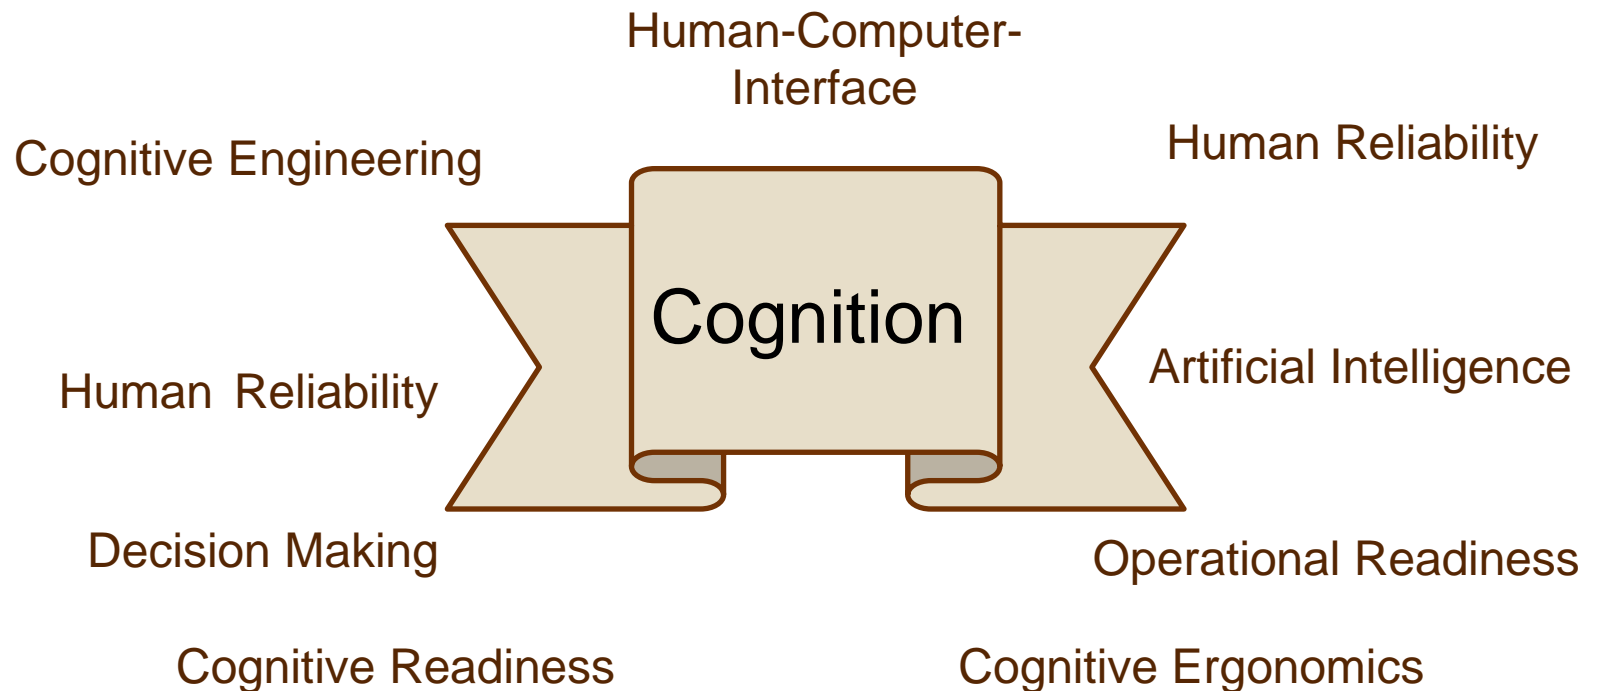 Human-Computer-
Interface
Cognitive Engineering
Human Reliability
Cognition
Human Reliability
Artificial Intelligence
Decision Making
Operational Readiness
Cognitive Readiness
Cognitive Ergonomics